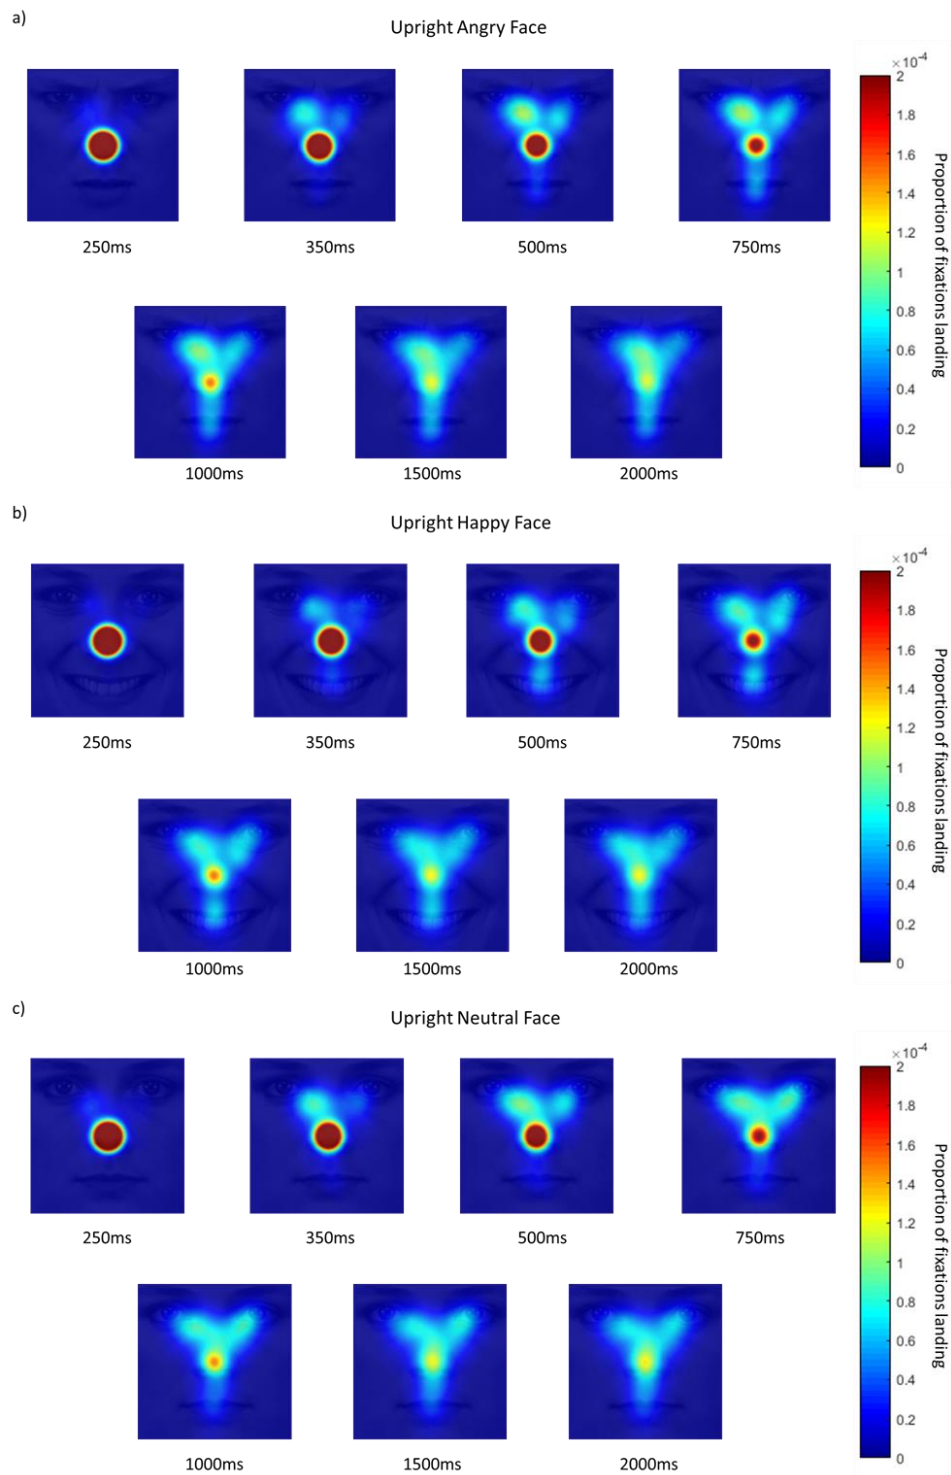 a)
Upright Angry Face
×10⁻⁴
2
1.8
1.6
1.4
1.2
1
0.8
0.6
0.4
0.2
0
Proportion of fixations landing
250ms
350ms
500ms
750ms
1000ms
1500ms
2000ms
b)
Upright Happy Face
×10⁻⁴
2
1.8
1.6
1.4
1.2
1
0.8
0.6
0.4
0.2
0
Proportion of fixations landing
250ms
350ms
500ms
750ms
1000ms
1500ms
2000ms
c)
Upright Neutral Face
×10⁻⁴
2
1.8
1.6
1.4
1.2
1
0.8
0.6
0.4
0.2
0
Proportion of fixations landing
250ms
350ms
500ms
750ms
1000ms
1500ms
2000ms